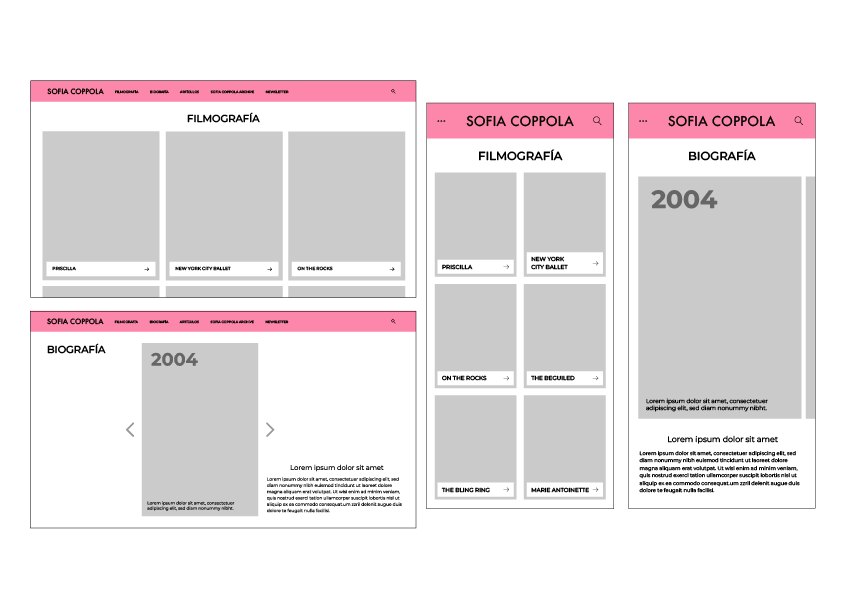 SOFIA COPPOLA FILMOGRAFÍA BIOGRAFÍA ARTÍCULOS SOFIA COPPOLA ARCHIVE NEWSLETTER
FILMOGRAFÍA
PRISCILLA
NEW YORK CITY BALLET
ON THE ROCKS
SOFIA COPPOLA FILMOGRAFÍA BIOGRAFÍA ARTÍCULOS SOFIA COPPOLA ARCHIVE NEWSLETTER
BIOGRAFÍA
2004
Lorem ipsum dolor sit amet, consectetuer
adipiscing elit, sed diam nonummy nibht.
Lorem ipsum dolor sit amet
Lorem ipsum dolor sit amet, consectetuer adipiscing elit, sed
diam nonummy nibh euismod tincidunt ut laoreet dolore
magna aliquam erat volutpat. Ut wisi enim ad minim veniam,
quis nostrud exerci tation ullamcorper suscipit lobortis nisl ut
aliquip ex ea commodo consequat.um zzril delenit augue duis
dolore te feugait nulla facilisi.
SOFIA COPPOLA
FILMOGRAFÍA
PRISCILLA
NEW YORK
CITY BALLET
ON THE ROCKS
THE BEGUILED
THE BLING RING
MARIE ANTOINETTE
SOFIA COPPOLA
BIOGRAFÍA
2004
Lorem ipsum dolor sit amet, consectetuer
adipiscing elit, sed diam nonummy nibht.
Lorem ipsum dolor sit amet
Lorem ipsum dolor sit amet, consectetuer adipiscing elit, sed
diam nonummy nibh euismod tincidunt ut laoreet dolore
magna aliquam erat volutpat. Ut wisi enim ad minim veniam,
quis nostrud exerci tation ullamcorper suscipit lobortis nisl ut
aliquip ex ea commodo consequat.um zzril delenit augue duis
dolore te feugait nulla facilisi.